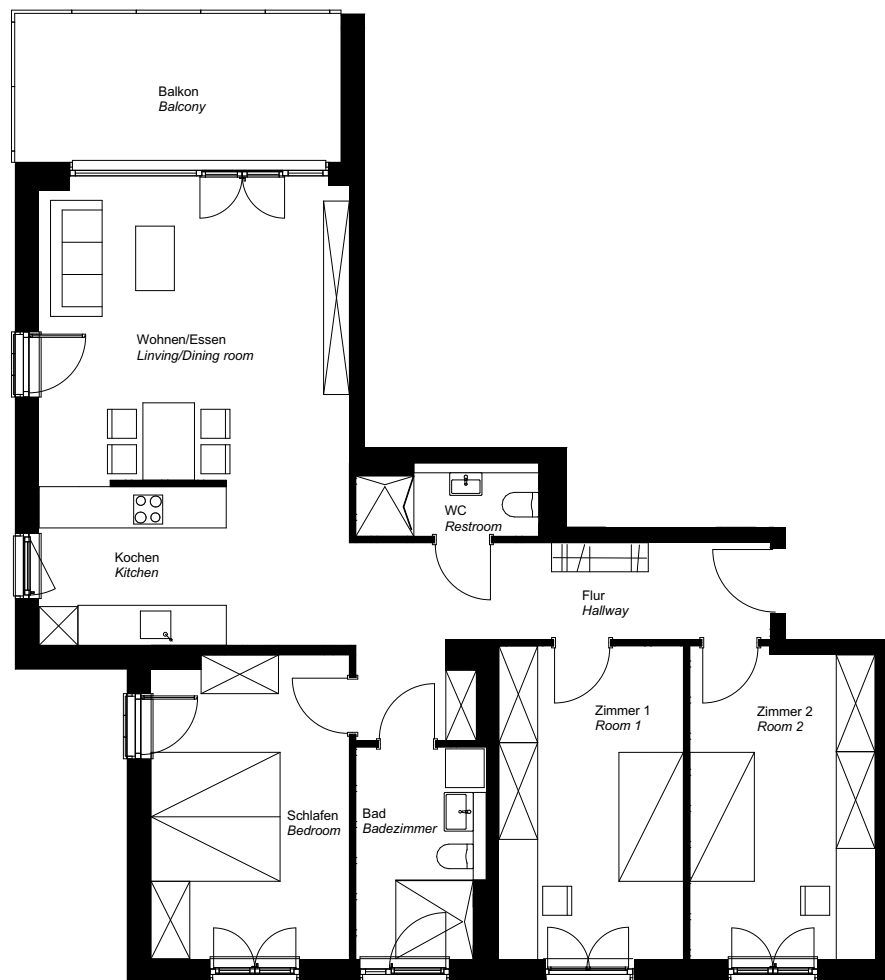 Balkon
Balcony
Wohnen/Essen
Linving/Dining room
WC
Restroom
Kochen
Kitchen
Flur
Hallway
Zimmer 1
Room 1
Zimmer 2
Room 2
Schlafen
Bedroom
Bad
Badezimmer